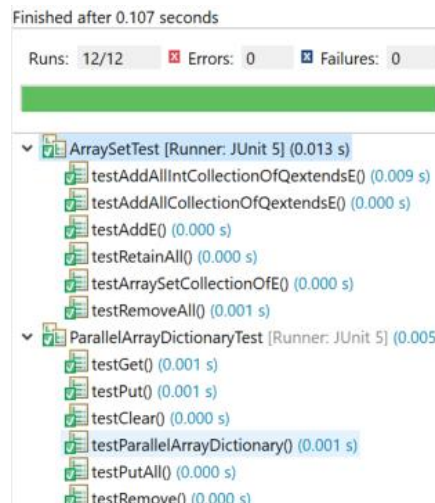 Finished after 0.107 seconds
Runs: 12/12 Errors: 0 Failures: 0
ArraySetTest [Runner: JUnit 5] (0.013 s)
testAddAllIntCollectionOfQextendsE() (0.009 s)
testAddAllCollectionOfQextendsE() (0.000 s)
testAddE() (0.000 s)
testRetainAll() (0.000 s)
testArraySetCollectionOfE() (0.000 s)
testRemoveAll() (0.001 s)
ParallelArrayDictionaryTest [Runner: JUnit 5] (0.005
testGet() (0.001 s)
testPut() (0.001 s)
testClear() (0.000 s)
testParallelArrayDictionary() (0.001 s)
testPutAll() (0.000 s)
testRemove() (0.000 s)